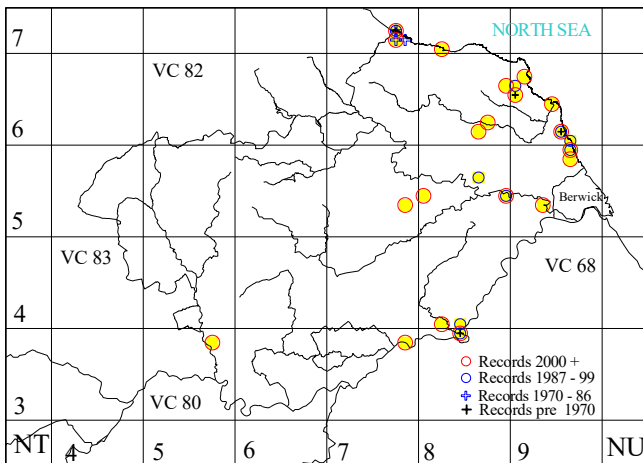 7
NORTH SEA
VC 82
6
Berwick
5
VC 83
VC 68
4
Records 2000 +
Records 1987 - 99
Records 1970 - 86
Records pre 1970
VC 80
3
NT 4 5 6 7 8 9 NU